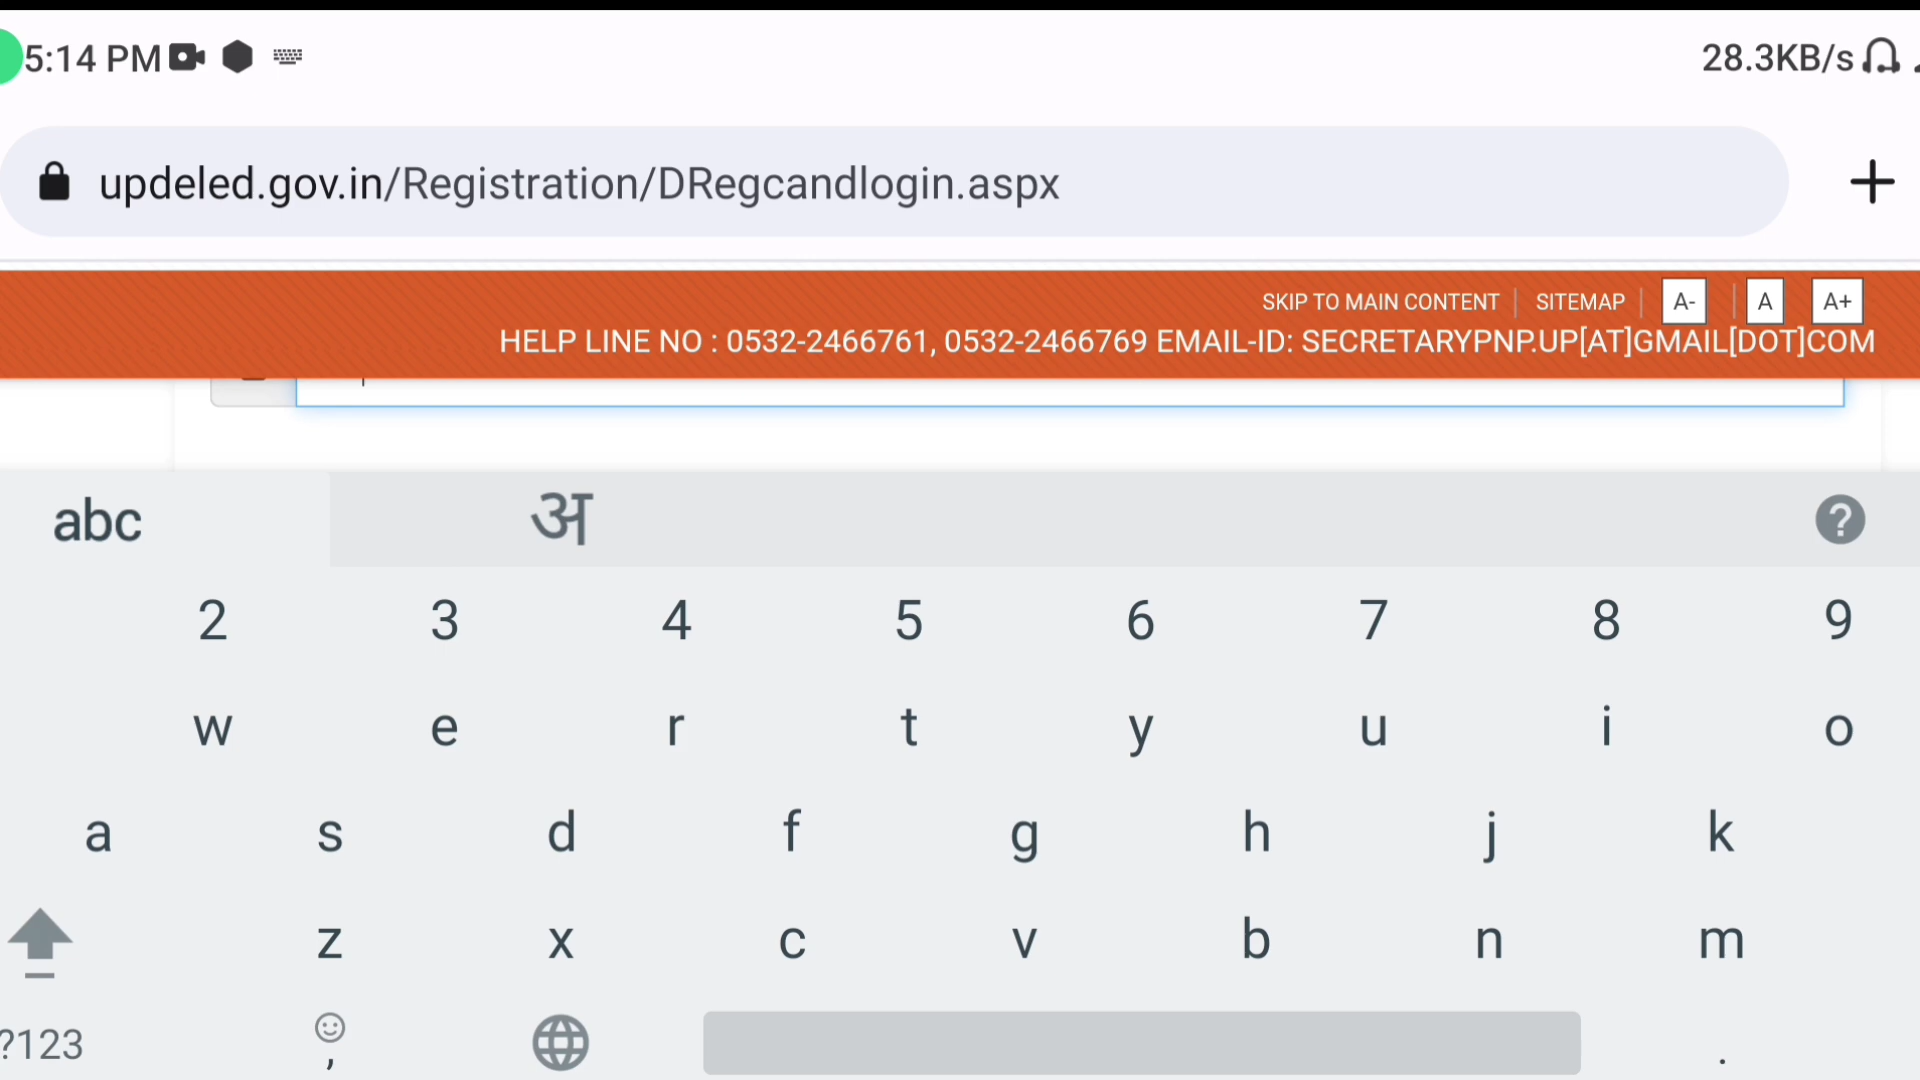 5:14 PM
28.3KB/s
updeled.gov.in/Registration/DRegcandlogin.aspx
SKIP TO MAIN CONTENT | SITEMAP | A- | A A+
HELP LINE NO : 0532-2466761, 0532-2466769 EMAIL-ID: SECRETARYPNP.UP[AT]GMAIL[DOT]COM
abc अ ?
2 3 4 5 6 7 8 9
w e r t y u i o
a s d f g h j k
z x c v b n m
?123 , .